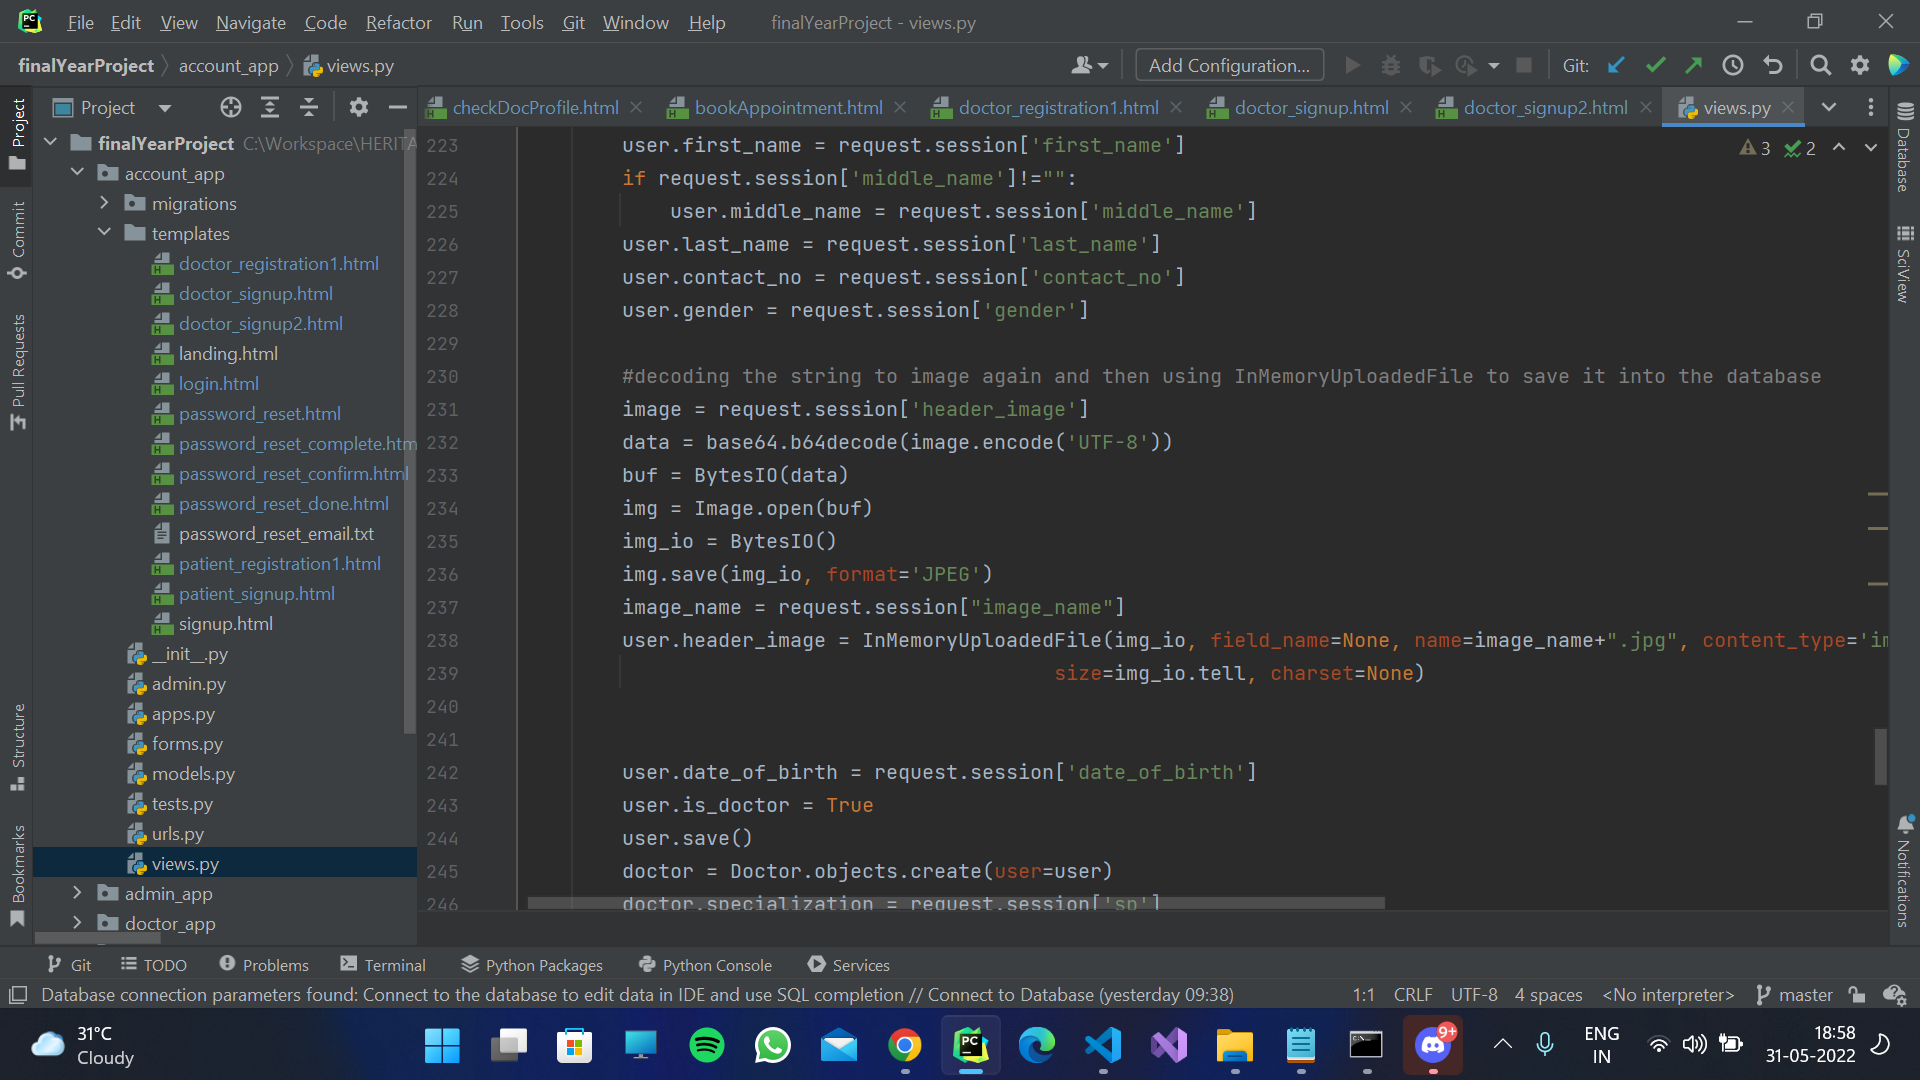 File Edit View Navigate Code Refactor Run Tools Git Window Help finalYearProject - views.py
finalYearProject account_app views.py Add Configuration... Git:
Project checkDocProfile.html bookAppointment.html doctor_registration1.html doctor_signup.html doctor_signup2.html views.py
Project
Commit
Pull Requests
Structure
Bookmarks
finalYearProject C:\Workspace\HERITA
account_app
migrations
templates
doctor_registration1.html
doctor_signup.html
doctor_signup2.html
landing.html
login.html
password_reset.html
password_reset_complete.htm
password_reset_confirm.html
password_reset_done.html
password_reset_email.txt
patient_registration1.html
patient_signup.html
signup.html
__init__.py
admin.py
apps.py
forms.py
models.py
tests.py
urls.py
views.py
admin_app
doctor_app
3 2
223 user.first_name = request.session['first_name']
224 if request.session['middle_name']!="":
225 user.middle_name = request.session['middle_name']
226 user.last_name = request.session['last_name']
227 user.contact_no = request.session['contact_no']
228 user.gender = request.session['gender']
229
230 #decoding the string to image again and then using InMemoryUploadedFile to save it into the database
231 image = request.session['header_image']
232 data = base64.b64decode(image.encode('UTF-8'))
233 buf = BytesIO(data)
234 img = Image.open(buf)
235 img_io = BytesIO()
236 img.save(img_io, format='JPEG')
237 image_name = request.session["image_name"]
238 user.header_image = InMemoryUploadedFile(img_io, field_name=None, name=image_name+".jpg", content_type='im
239 size=img_io.tell, charset=None)
240
241
242 user.date_of_birth = request.session['date_of_birth']
243 user.is_doctor = True
244 user.save()
245 doctor = Doctor.objects.create(user=user)
246 doctor.specialization = request.session['sp']
Database
SciView
Notifications
Git TODO Problems Terminal Python Packages Python Console Services
Database connection parameters found: Connect to the database to edit data in IDE and use SQL completion // Connect to Database (yesterday 09:38) 1:1 CRLF UTF-8 4 spaces <No interpreter> master
31°C
Cloudy
PC
9+
ENG
IN
18:58
31-05-2022